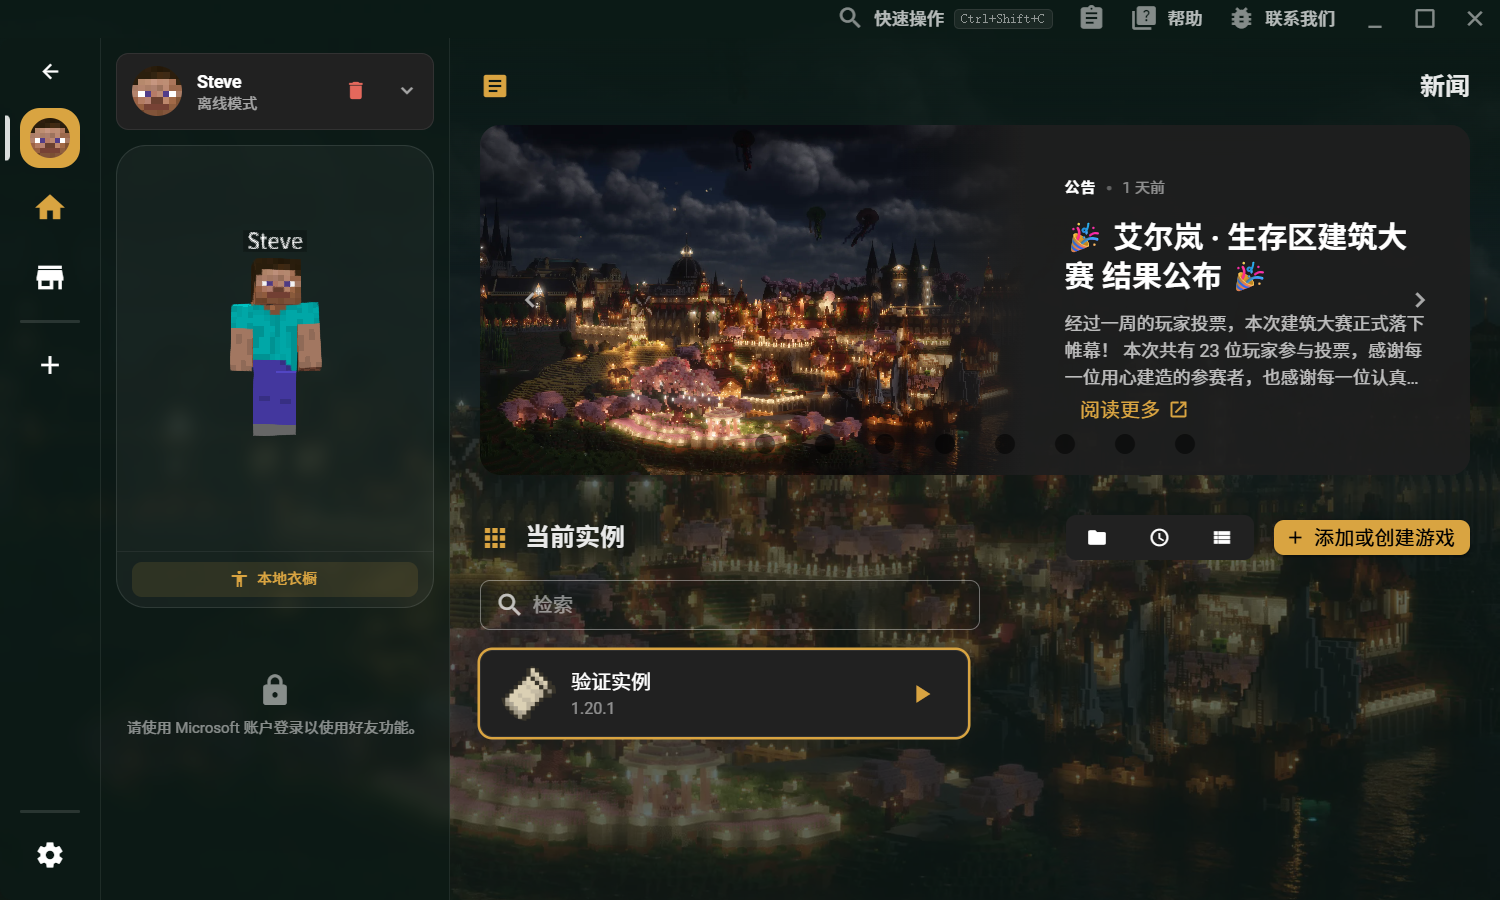 快速操作 Ctrl+Shift+C 帮助 联系我们
Steve
离线模式
新闻
公告 • 1 天前
🎉 艾尔岚 · 生存区建筑大
赛 结果公布 🎉
经过一周的玩家投票，本次建筑大赛正式落下
帷幕！ 本次共有 23 位玩家参与投票，感谢每
一位用心建造的参赛者，也感谢每一位认真...
阅读更多
Steve
本地衣橱
请使用 Microsoft 账户登录以使用好友功能。
当前实例
添加或创建游戏
检索
验证实例
1.20.1